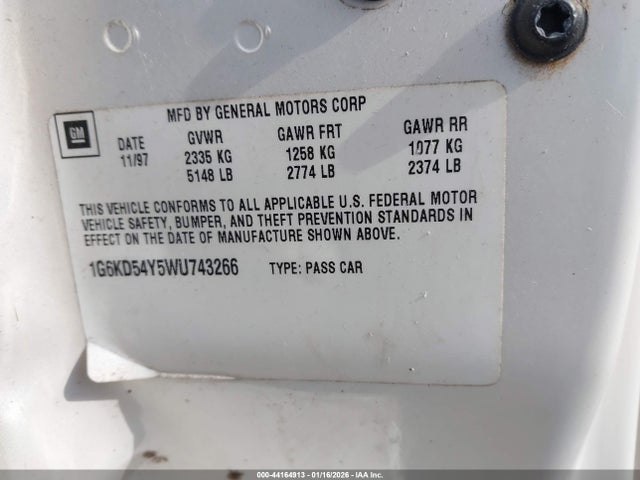 MFD BY GENERAL MOTORS CORP
GM
DATE GVWR GAWR FRT GAWR RR
11/97 2335 KG 1258 KG 1077 KG
5148 LB 2774 LB 2374 LB
THIS VEHICLE CONFORMS TO ALL APPLICABLE U.S. FEDERAL MOTOR
VEHICLE SAFETY, BUMPER, AND THEFT PREVENTION STANDARDS IN
EFFECT ON THE DATE OF MANUFACTURE SHOWN ABOVE.
1G6KD54Y5WU743266 TYPE: PASS CAR
000-44164913 | 01/16/2026 - IAAI Inc.